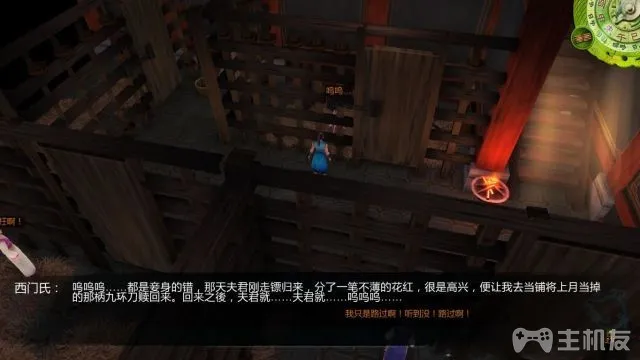 呜呜
枉啊！
西门氏：
呜呜呜……都是妾身的错，那天夫君刚走镖归来，分了一笔不薄的花红，很是高兴，便让我去当铺将上月当掉
的那柄九环刀赎回来。回来之後，夫君就……夫君就……呜呜呜……
我只是路过啊！听到没！路过啊！
主机友